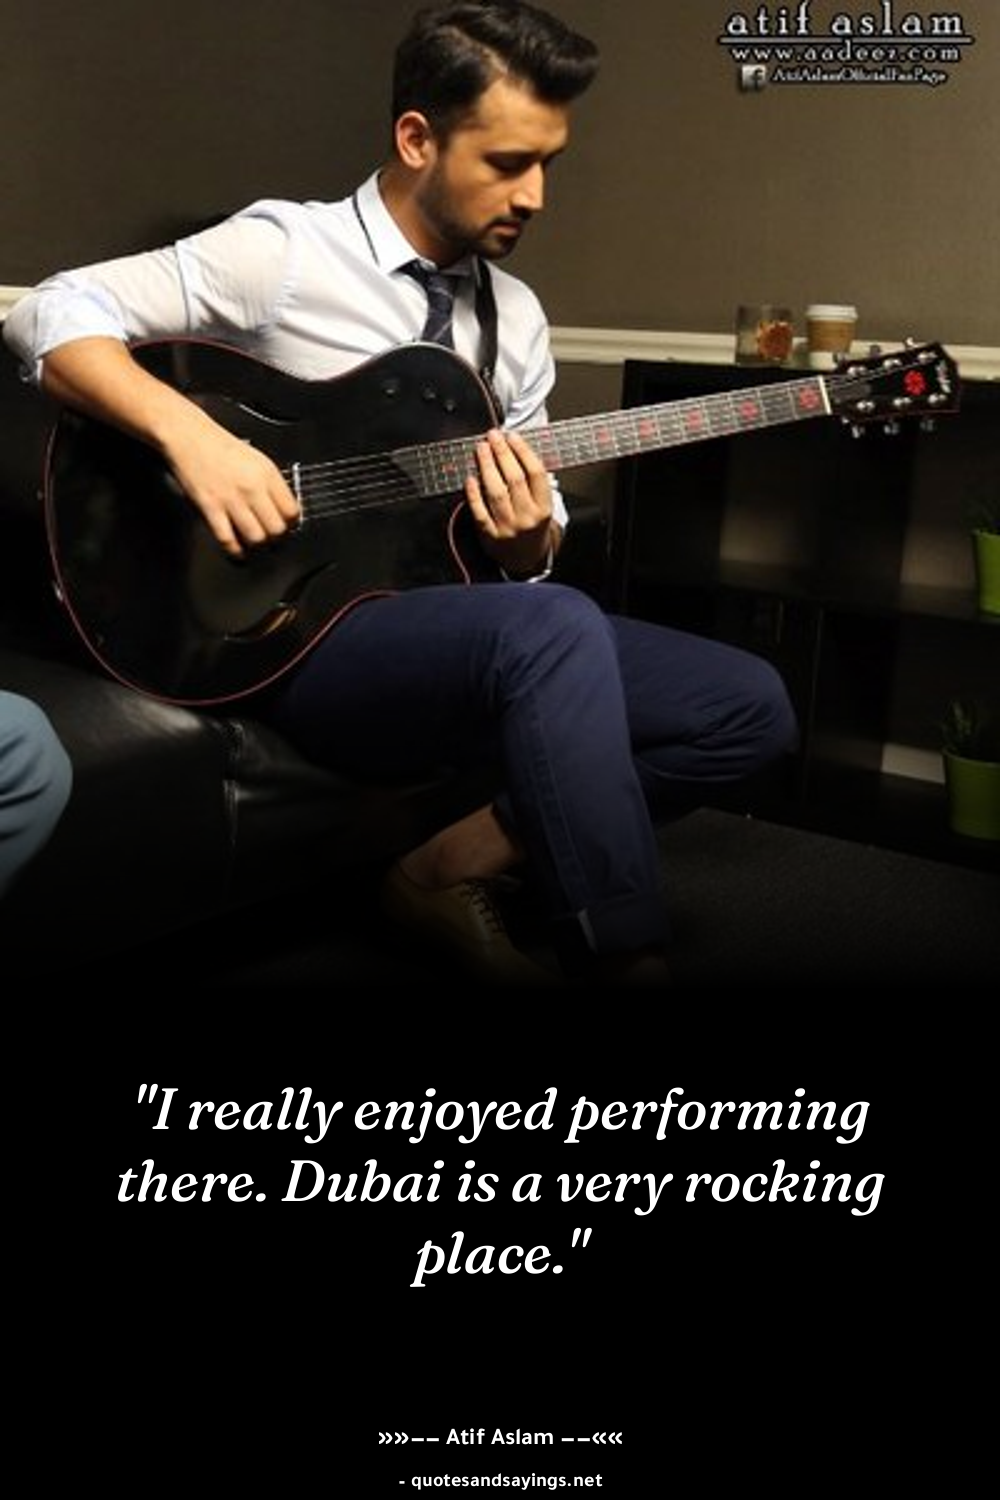 atif aslam
www.aadeez.com
AtifAslamOfficialFanPage
"I really enjoyed performing
there. Dubai is a very rocking
place."
»»–– Atif Aslam ––««
- quotesandsayings.net